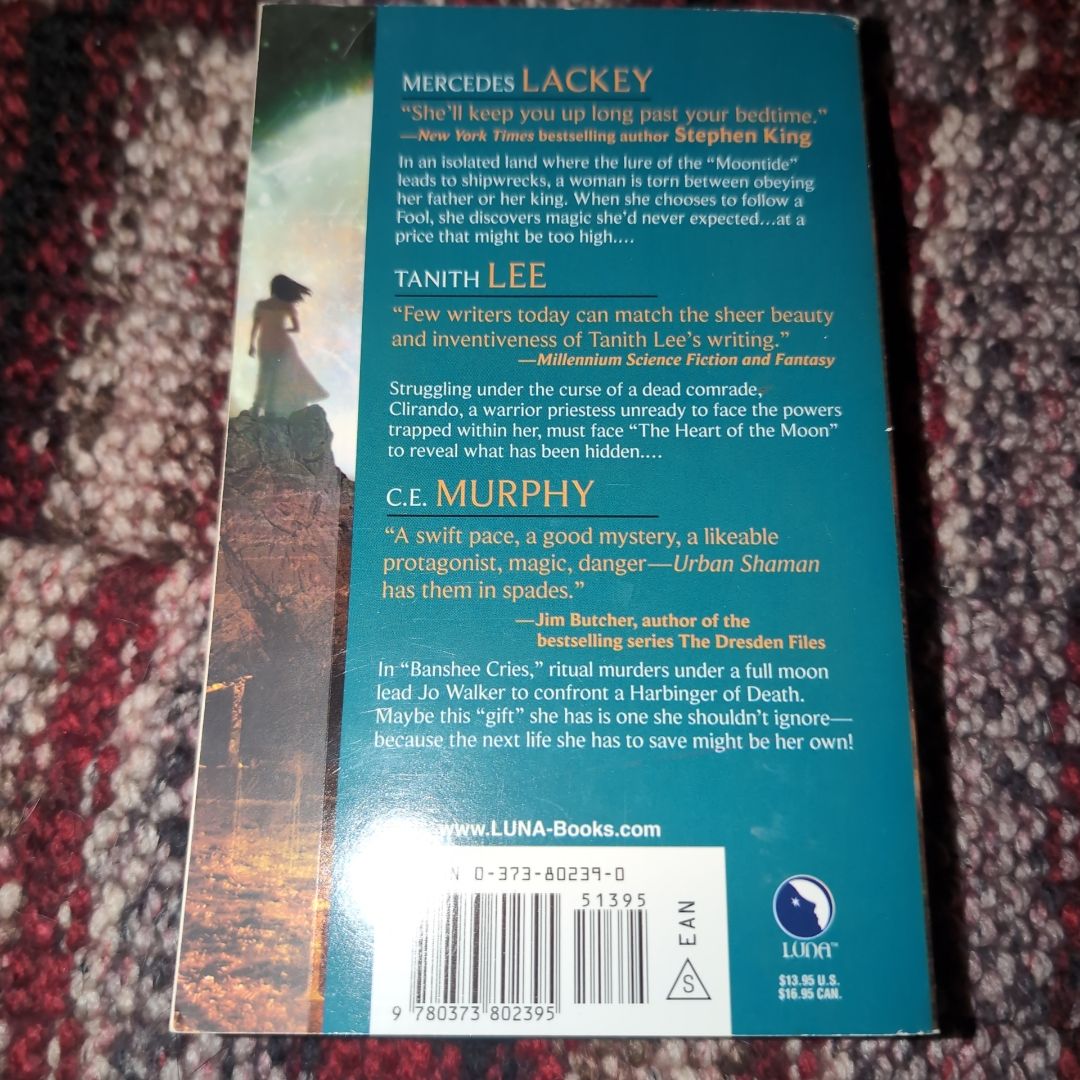 MERCEDES LACKEY
“She’ll keep you up long past your bedtime.”
—New York Times bestselling author Stephen King
In an isolated land where the lure of the “Moontide”
leads to shipwrecks, a woman is torn between obeying
her father or her king. When she chooses to follow a
Fool, she discovers magic she’d never expected...at a
price that might be too high....
TANITH LEE
“Few writers today can match the sheer beauty
and inventiveness of Tanith Lee’s writing.”
—Millennium Science Fiction and Fantasy
Struggling under the curse of a dead comrade,
Clirando, a warrior priestess unready to face the powers
trapped within her, must face “The Heart of the Moon”
to reveal what has been hidden....
C.E. MURPHY
“A swift pace, a good mystery, a likeable
protagonist, magic, danger—Urban Shaman
has them in spades.”
—Jim Butcher, author of the
bestselling series The Dresden Files
In “Banshee Cries,” ritual murders under a full moon
lead Jo Walker to confront a Harbinger of Death.
Maybe this “gift” she has is one she shouldn’t ignore—
because the next life she has to save might be her own!
www.LUNA-Books.com
N 0-373-80239-0
51395
EAN
S
9 780373 802395
LUNA™
$13.95 U.S.
$16.95 CAN.